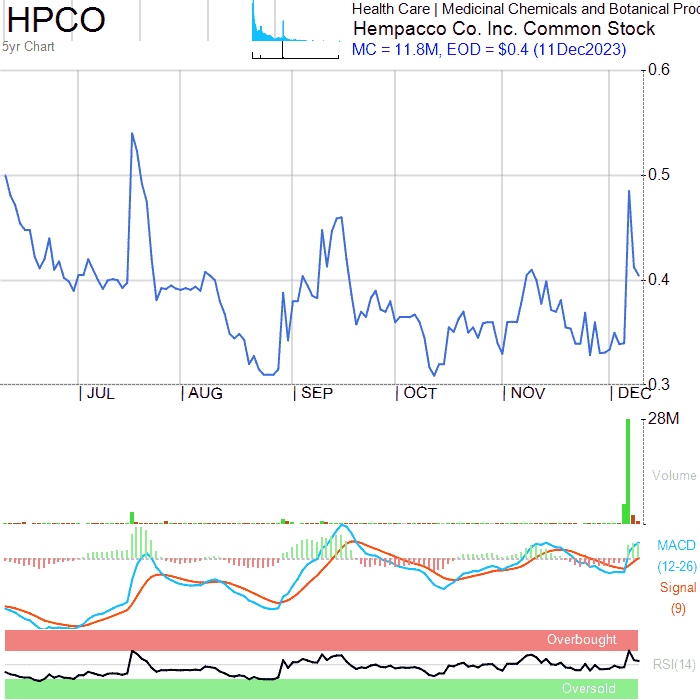 HPCO
5yr Chart
Health Care | Medicinal Chemicals and Botanical Proc
Hempacco Co. Inc. Common Stock
MC = 11.8M, EOD = $0.4 (11Dec2023)
0.6
0.5
0.4
0.3
JUL AUG SEP OCT NOV DEC
28M
Volume
MACD
(12-26)
Signal
(9)
Overbought
RSI(14)
Oversold